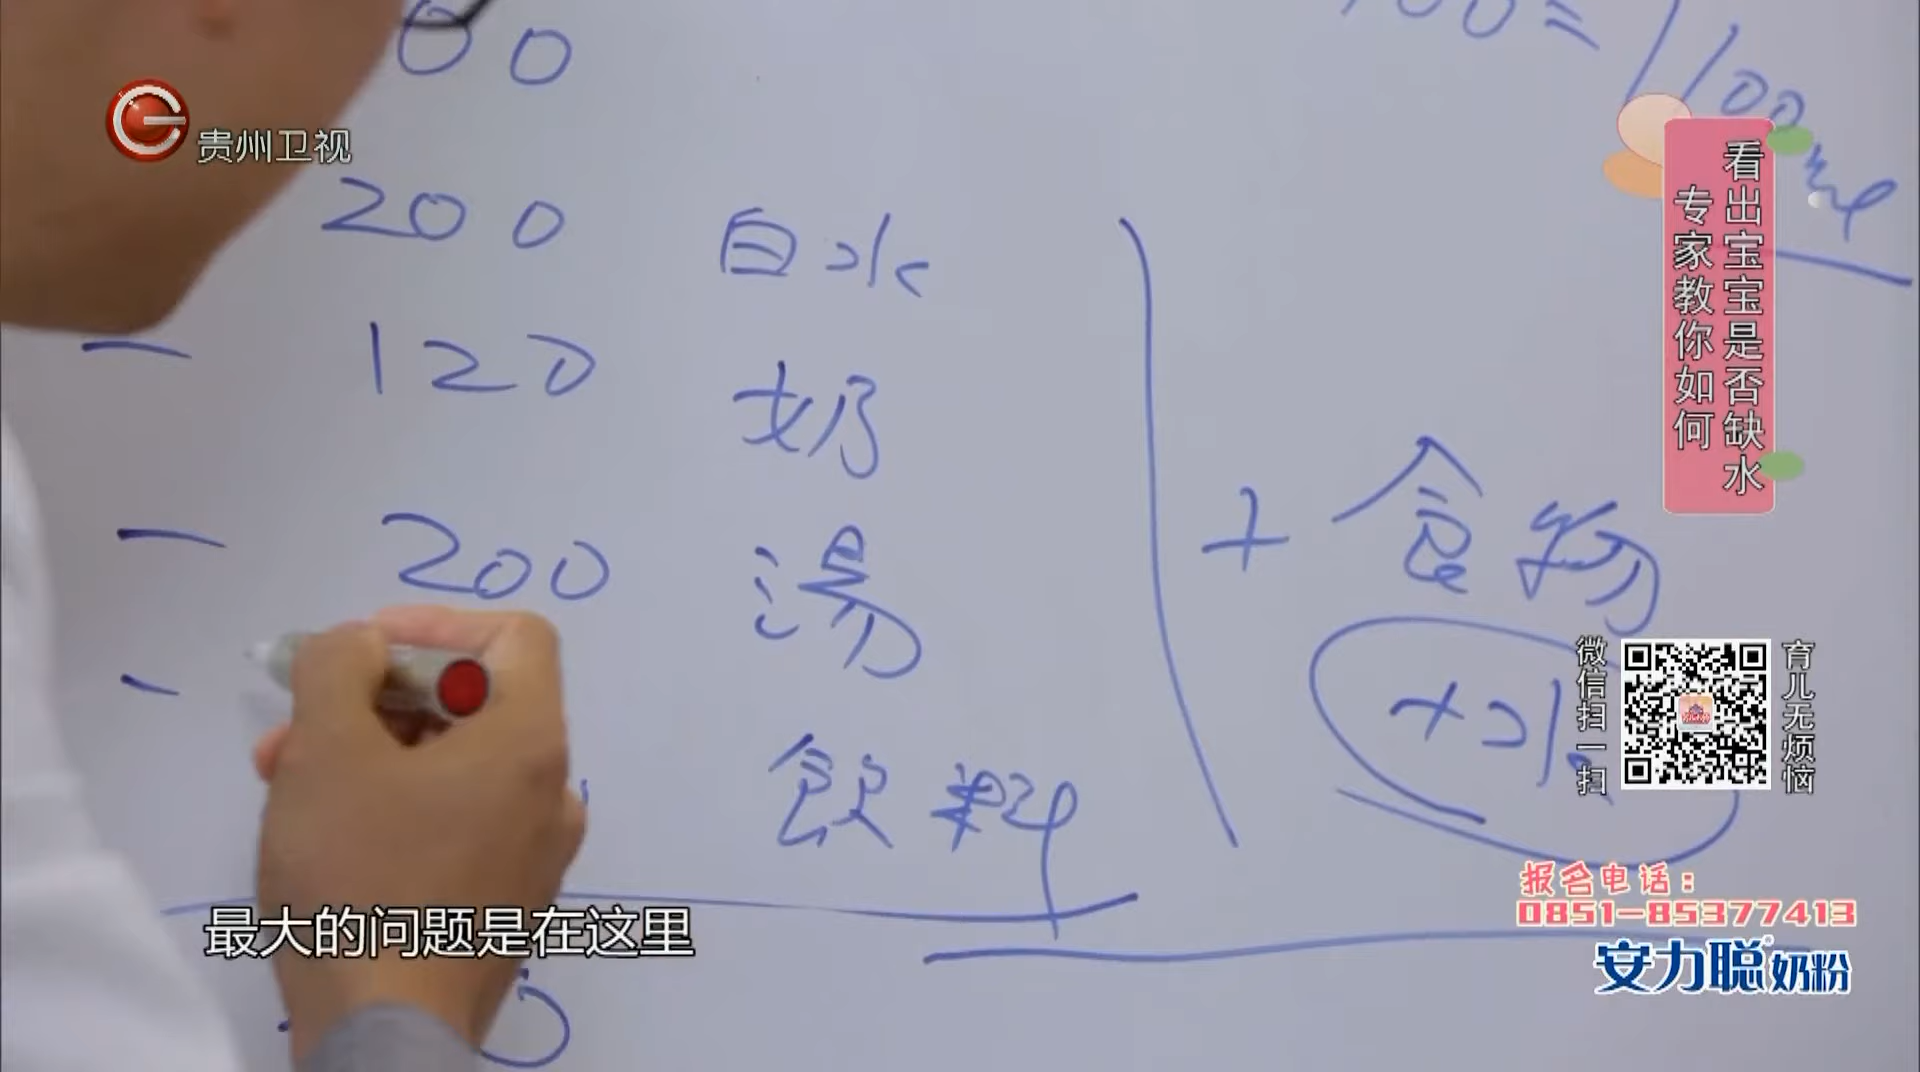 00
00=1100ml
贵州卫视
200 白水
- 120 奶
- 200 汤
- 饮料
+食物
+水
看出宝宝是否缺水
专家教你如何
微信扫一扫
育儿无烦恼
报名电话:
0851-85377413
安力聪奶粉
最大的问题是在这里